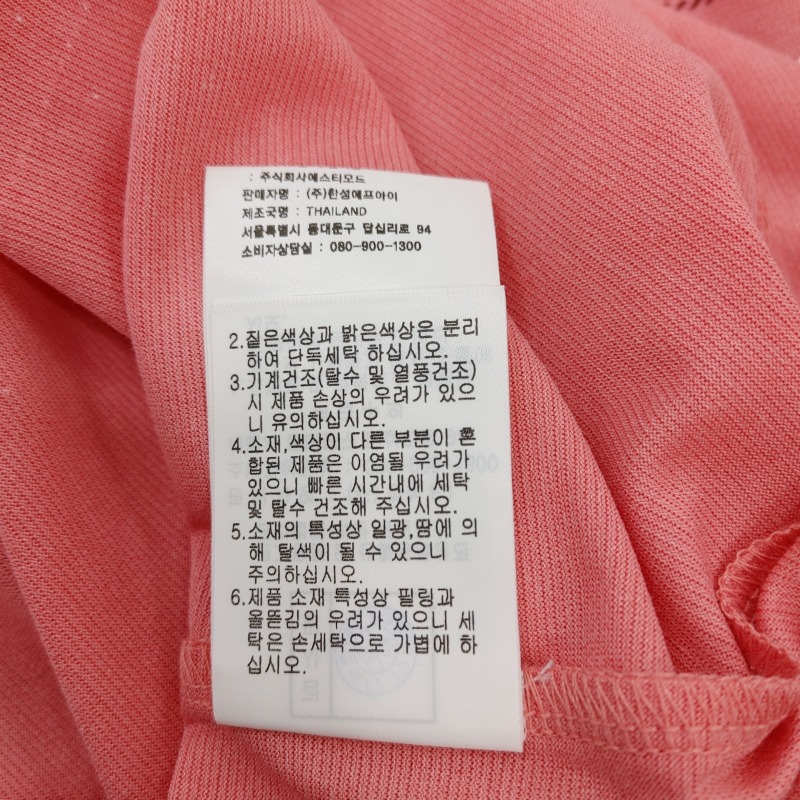 : 주식회사에스티모드
판매자명 : (주)한성에프아이
제조국명 : THAILAND
서울특별시 동대문구 답십리로 94
소비자상담실 : 080-900-1300
2.짙은색상과 밝은색상은 분리
하여 단독세탁 하십시오.
3.기계건조(탈수 및 열풍건조)
시 제품 손상의 우려가 있으
니 유의하십시오.
4.소재,색상이 다른 부분이 혼
합된 제품은 이염될 우려가
있으니 빠른 시간내에 세탁
및 탈수 건조해 주십시오.
5.소재의 특성상 일광,땀에 의
해 탈색이 될 수 있으니
주의하십시오.
6.제품 소재 특성상 필링과
올뜯김의 우려가 있으니 세
탁은 손세탁으로 가볍에 하
십시오.